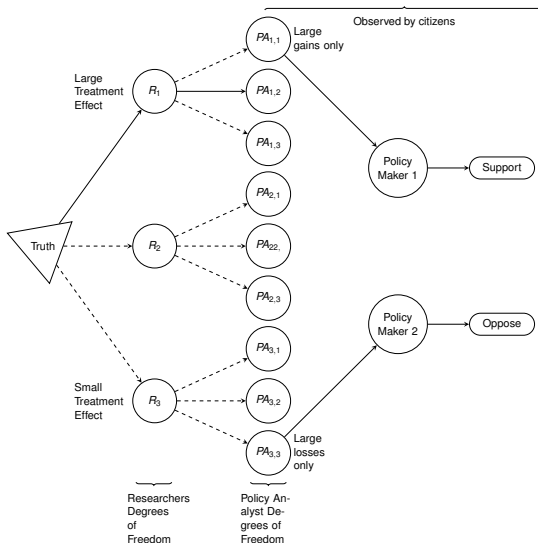 Observed by citizens
PA1,1
Large
gains only
Large
Treatment
Effect
R1
PA1,2
PA1,3
Policy
Maker 1
Support
PA2,1
Truth
R2
PA22,
PA2,3
Policy
Maker 2
Oppose
PA3,1
Small
Treatment
Effect
R3
PA3,2
PA3,3
Large
losses
only
Researchers
Degrees
of
Freedom
Policy An-
alyst De-
grees of
Freedom